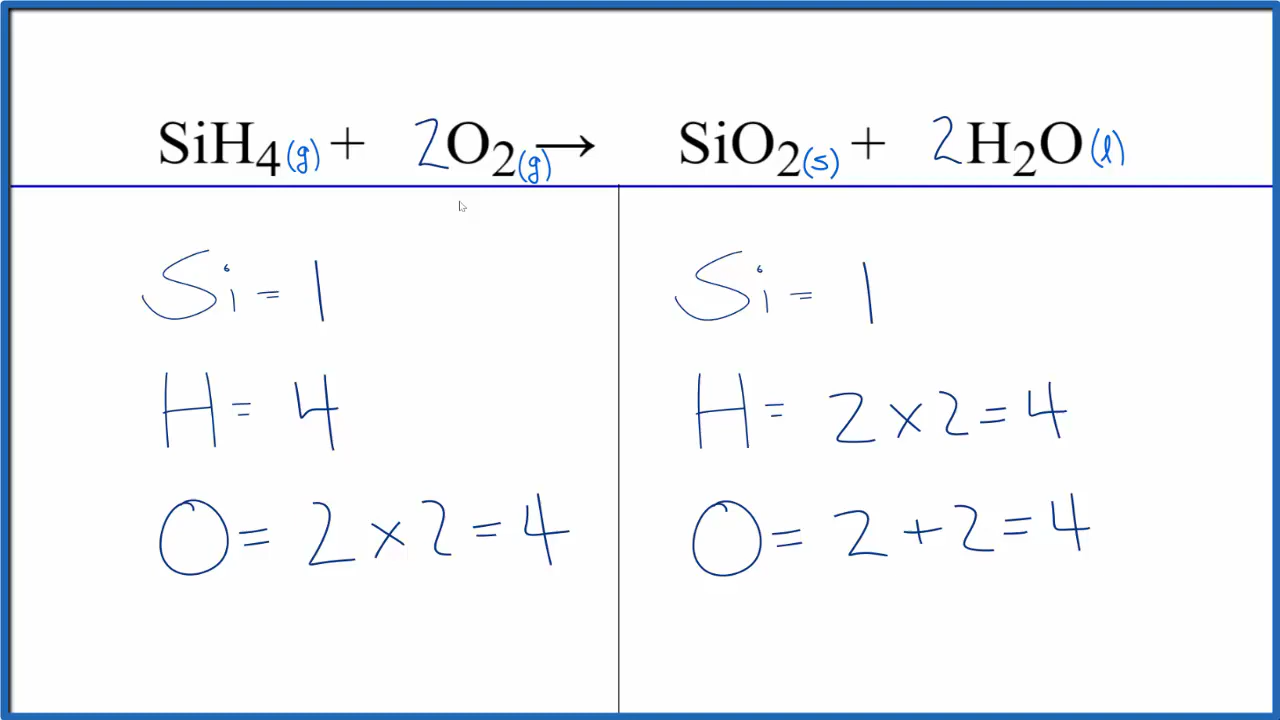 SiH₄(g) + 2O₂(g) → SiO₂(s) + 2H₂O(l)
Si = 1
H = 4
O = 2 × 2 = 4
Si = 1
H = 2 × 2 = 4
O = 2 + 2 = 4